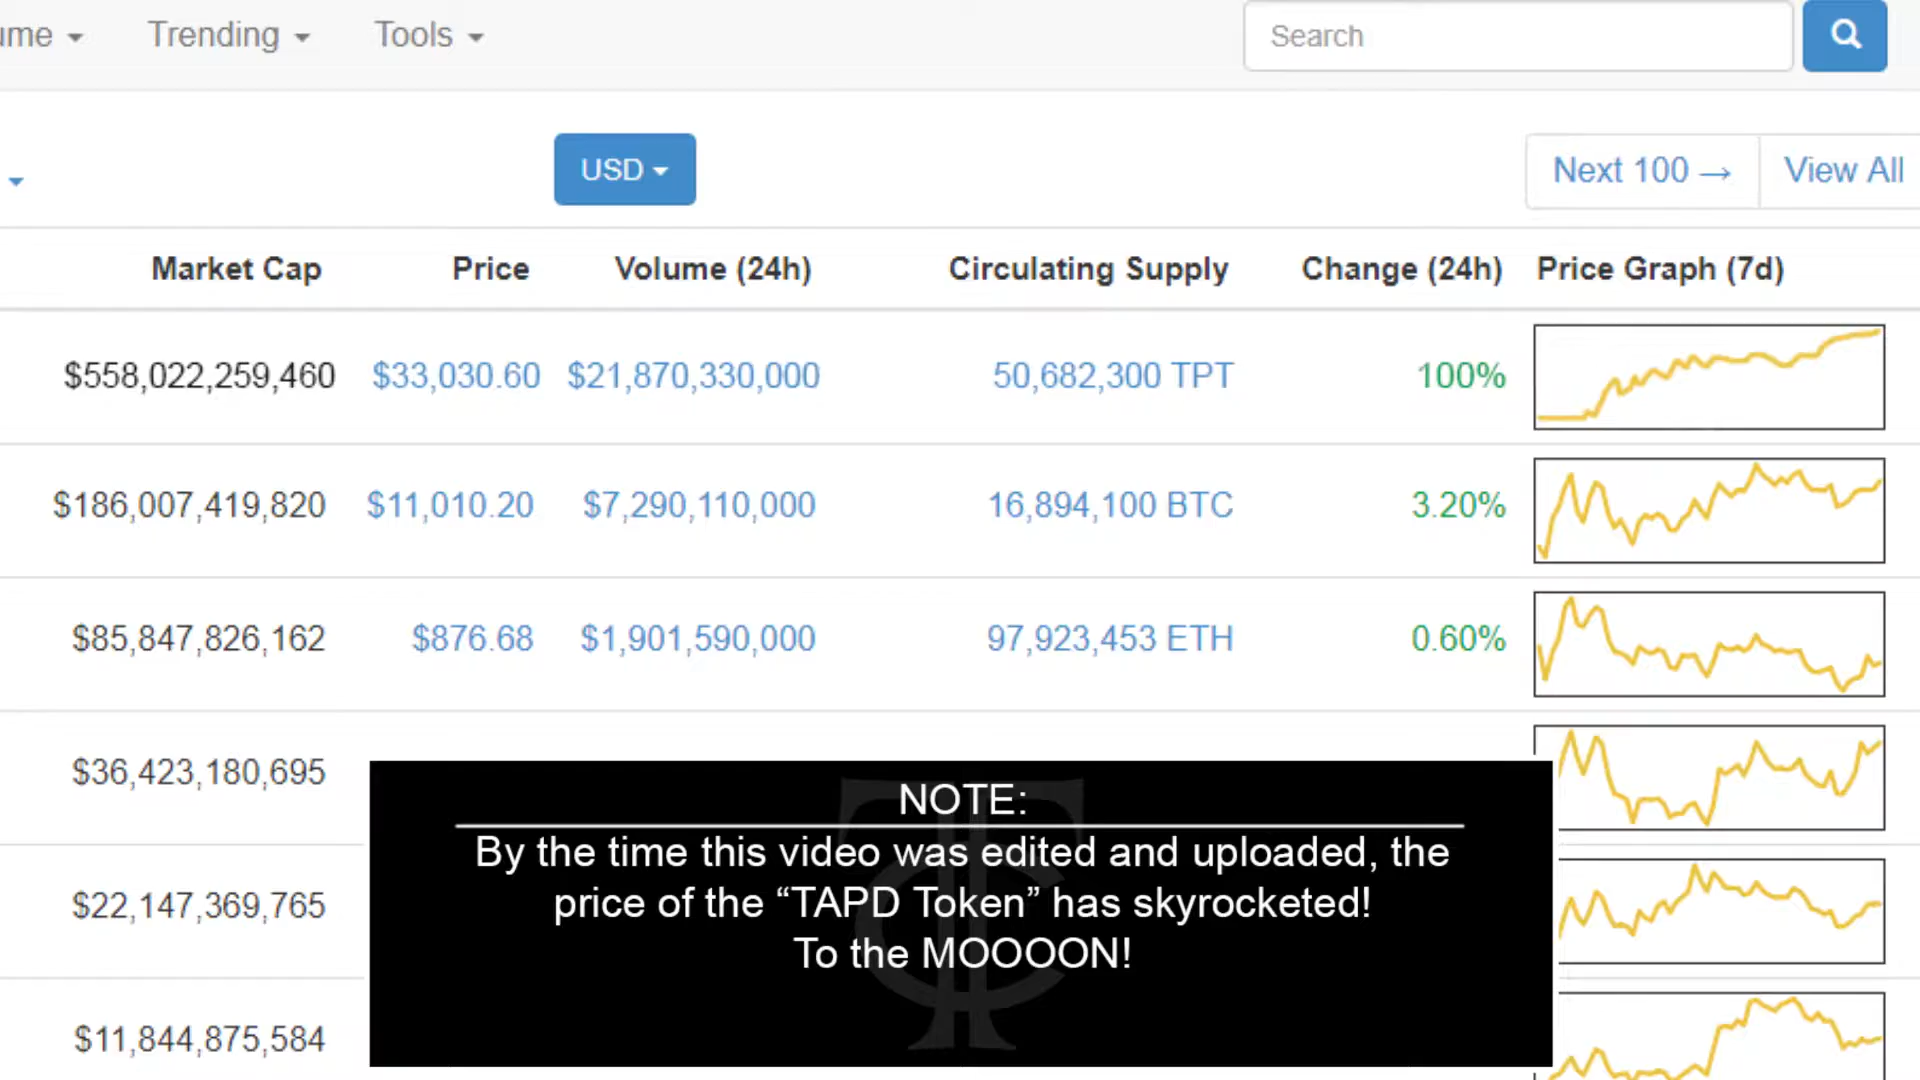 Trending
Tools
Search
USD
Next 100 →
View All
Market Cap Price Volume (24h) Circulating Supply Change (24h) Price Graph (7d)
$558,022,259,460 $33,030.60 $21,870,330,000 50,682,300 TPT 100%
$186,007,419,820 $11,010.20 $7,290,110,000 16,894,100 BTC 3.20%
$85,847,826,162 $876.68 $1,901,590,000 97,923,453 ETH 0.60%
$36,423,180,695
$22,147,369,765
$11,844,875,584
NOTE:
By the time this video was edited and uploaded, the
price of the “TAPD Token” has skyrocketed!
To the MOOOON!